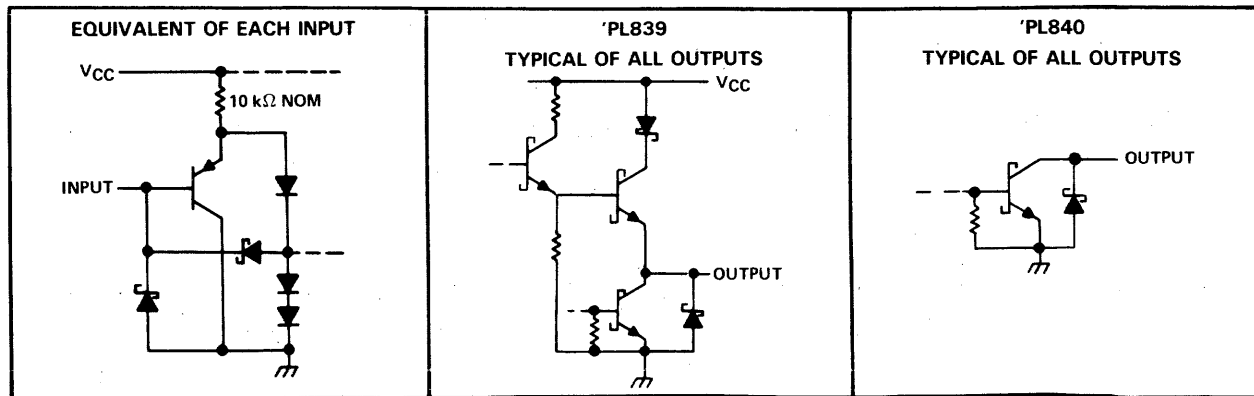 EQUIVALENT OF EACH INPUT
VCC
10 kΩ NOM
INPUT
'PL839
TYPICAL OF ALL OUTPUTS
VCC
OUTPUT
'PL840
TYPICAL OF ALL OUTPUTS
OUTPUT